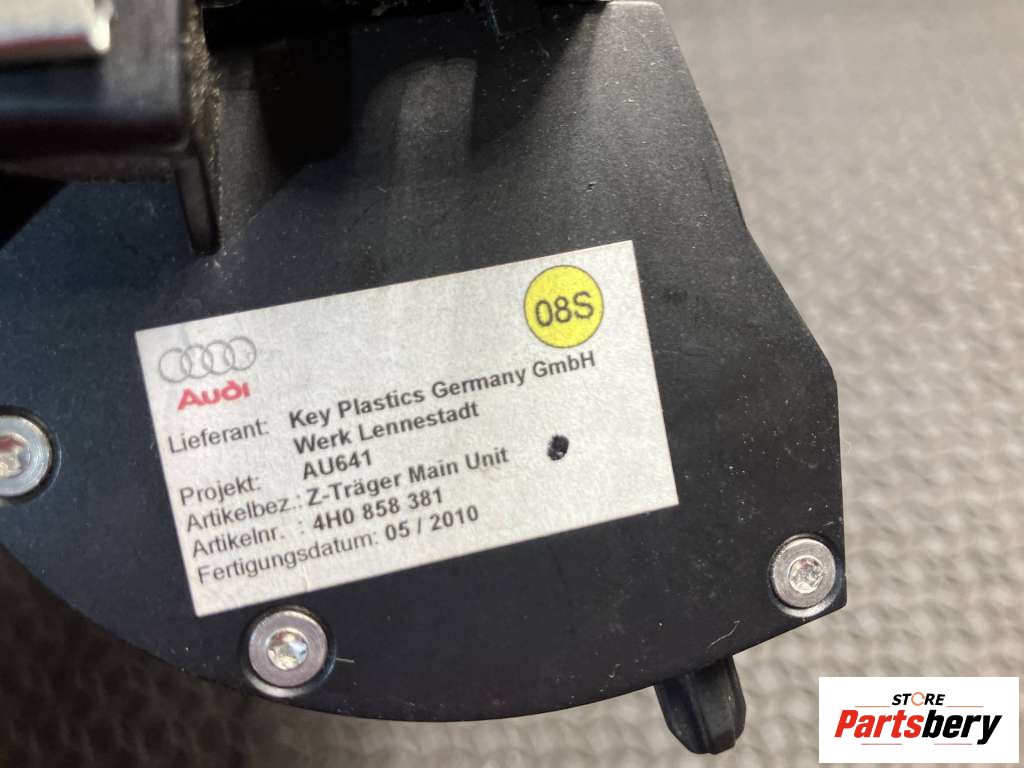 08S
Audi
Lieferant: Key Plastics Germany GmbH
Werk Lennestadt
Projekt: AU641
Artikelbez.: Z-Träger Main Unit
Artikelnr. : 4H0 858 381
Fertigungsdatum: 05 / 2010
STORE
Partsbery